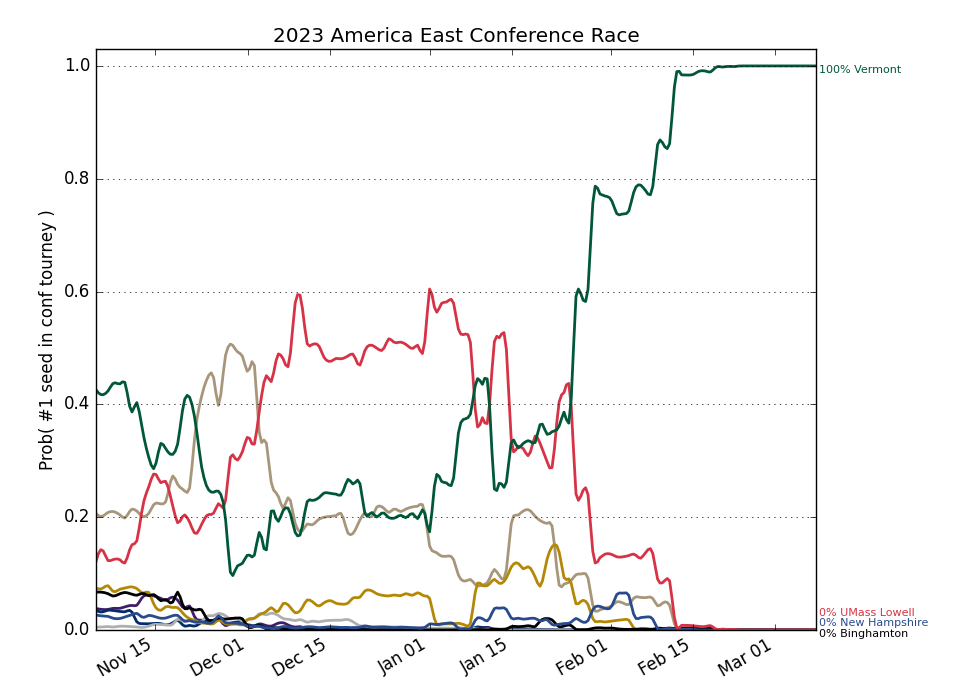 2023 America East Conference Race
Prob( #1 seed in conf tourney )
1.0
0.8
0.6
0.4
0.2
0.0
100% Vermont
0% UMass Lowell
0% New Hampshire
0% Binghamton
Nov 15
Dec 01
Dec 15
Jan 01
Jan 15
Feb 01
Feb 15
Mar 01